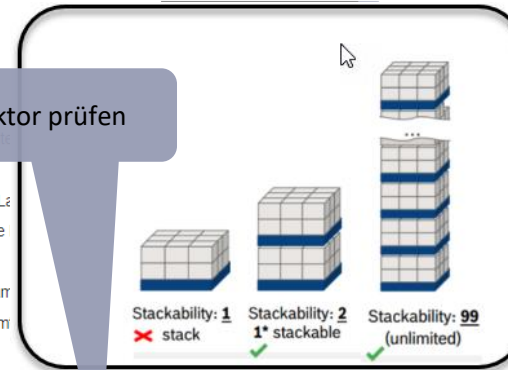 ktor prüfen
...
Stackability: 1
❌ stack
Stackability: 2
1* stackable
✓
Stackability: 99
(unlimited)
✓